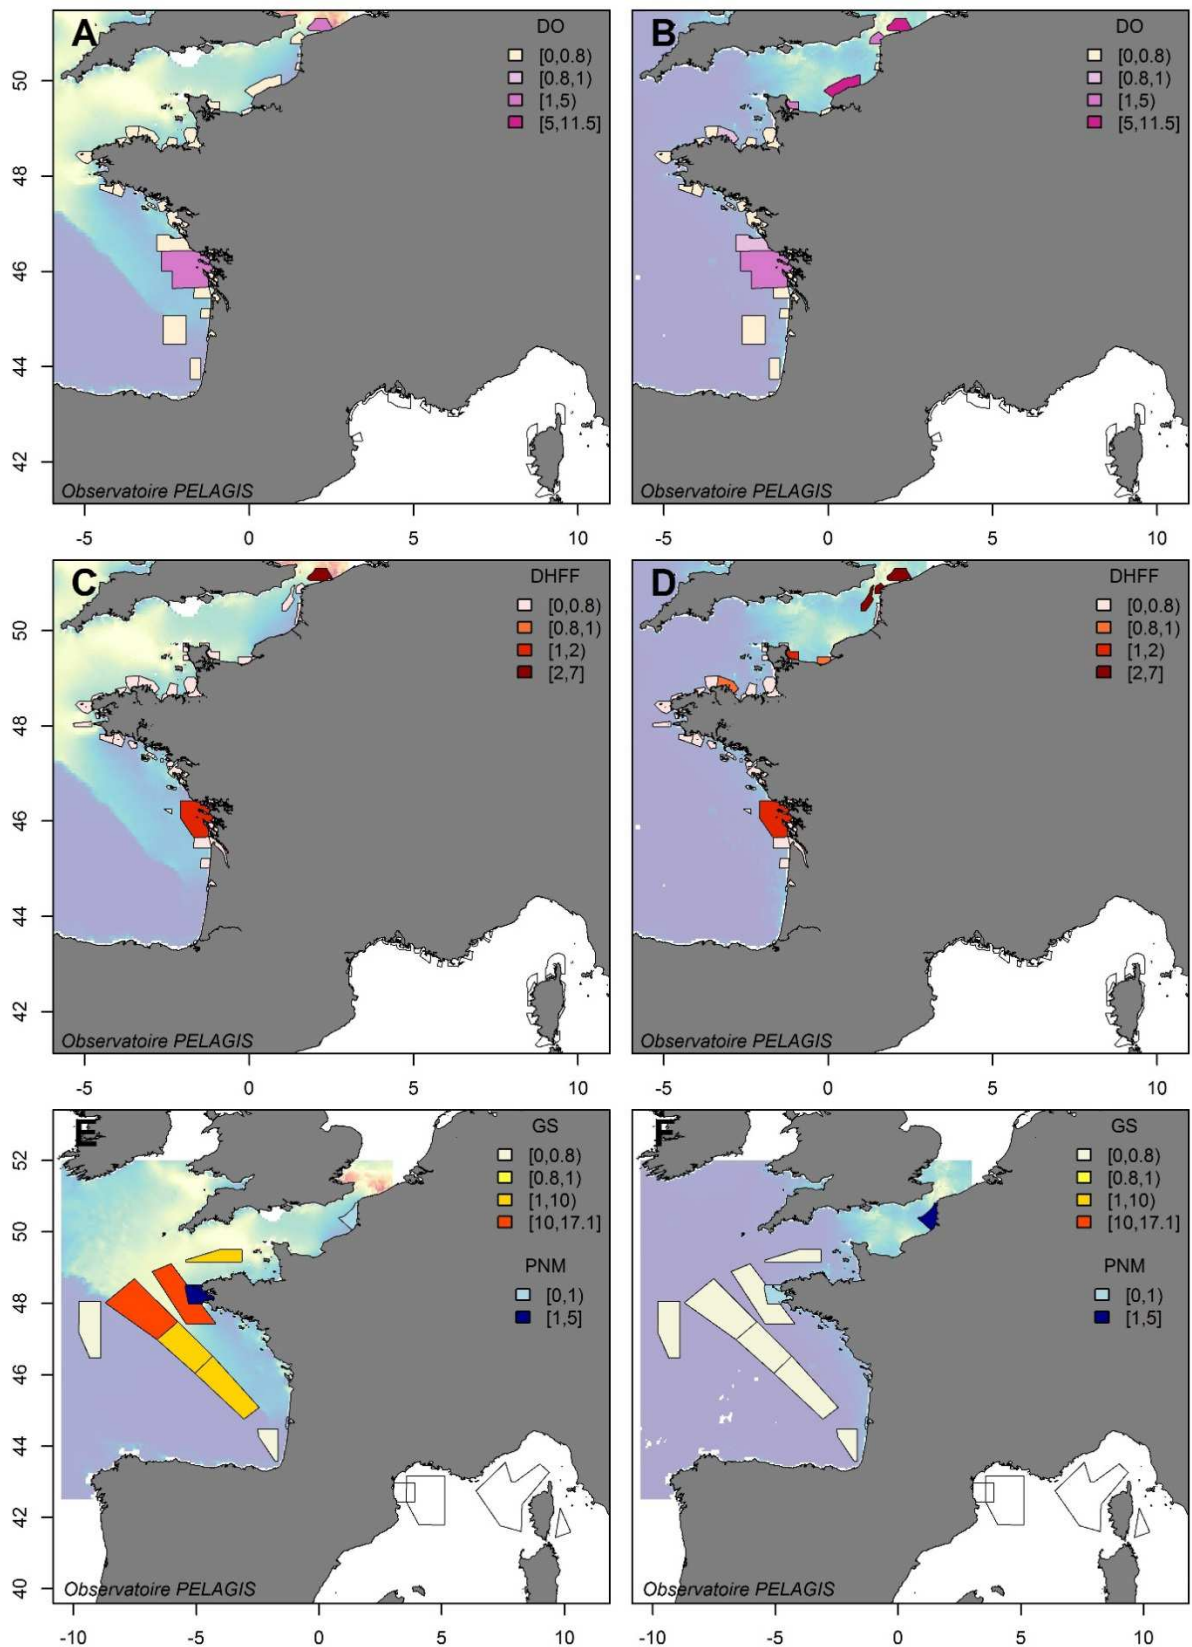 A
DO
[0,0.8)
[0.8,1)
[1,5)
[5,11.5]
50
48
46
44
42
Observatoire PELAGIS
-5 0 5 10
B
DO
[0,0.8)
[0.8,1)
[1,5)
[5,11.5]
Observatoire PELAGIS
-5 0 5 10
C
DHFF
[0,0.8)
[0.8,1)
[1,2)
[2,7]
50
48
46
44
42
Observatoire PELAGIS
-5 0 5 10
D
DHFF
[0,0.8)
[0.8,1)
[1,2)
[2,7]
Observatoire PELAGIS
-5 0 5 10
E
GS
[0,0.8)
[0.8,1)
[1,10)
[10,17.1]
PNM
[0,1)
[1,5]
52
50
48
46
44
42
40
Observatoire PELAGIS
-10 -5 0 5 10
F
GS
[0,0.8)
[0.8,1)
[1,10)
[10,17.1]
PNM
[0,1)
[1,5]
Observatoire PELAGIS
-10 -5 0 5 10